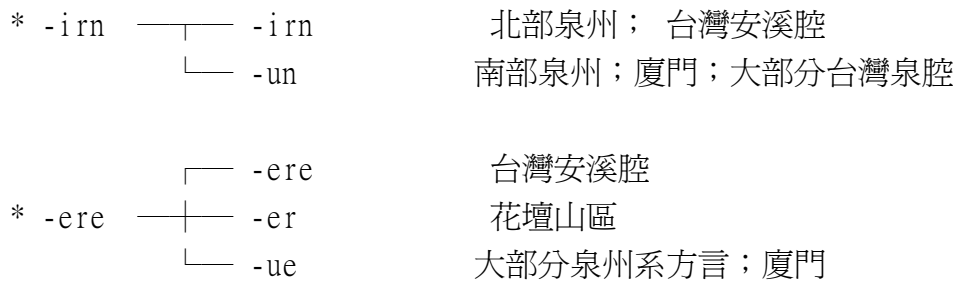 * -irn ─┬─ -irn 北部泉州； 台灣安溪腔
└─ -un 南部泉州；廈門；大部分台灣泉腔
┌─ -ere 台灣安溪腔
* -ere ─┼─ -er 花壇山區
└─ -ue 大部分泉州系方言；廈門